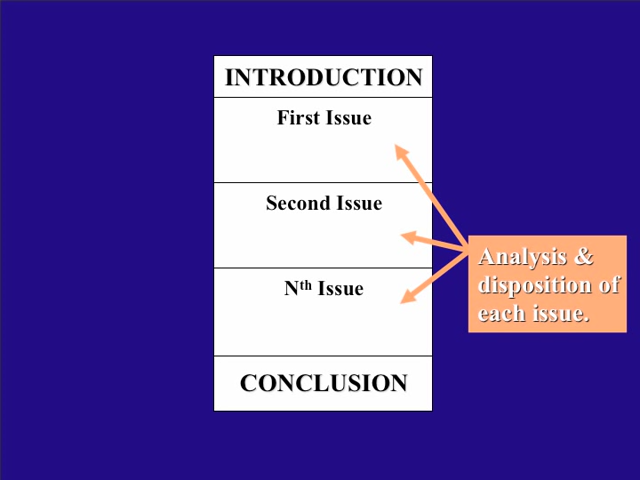 INTRODUCTION
First Issue
Second Issue
Nth Issue
CONCLUSION
Analysis &
disposition of
each issue.